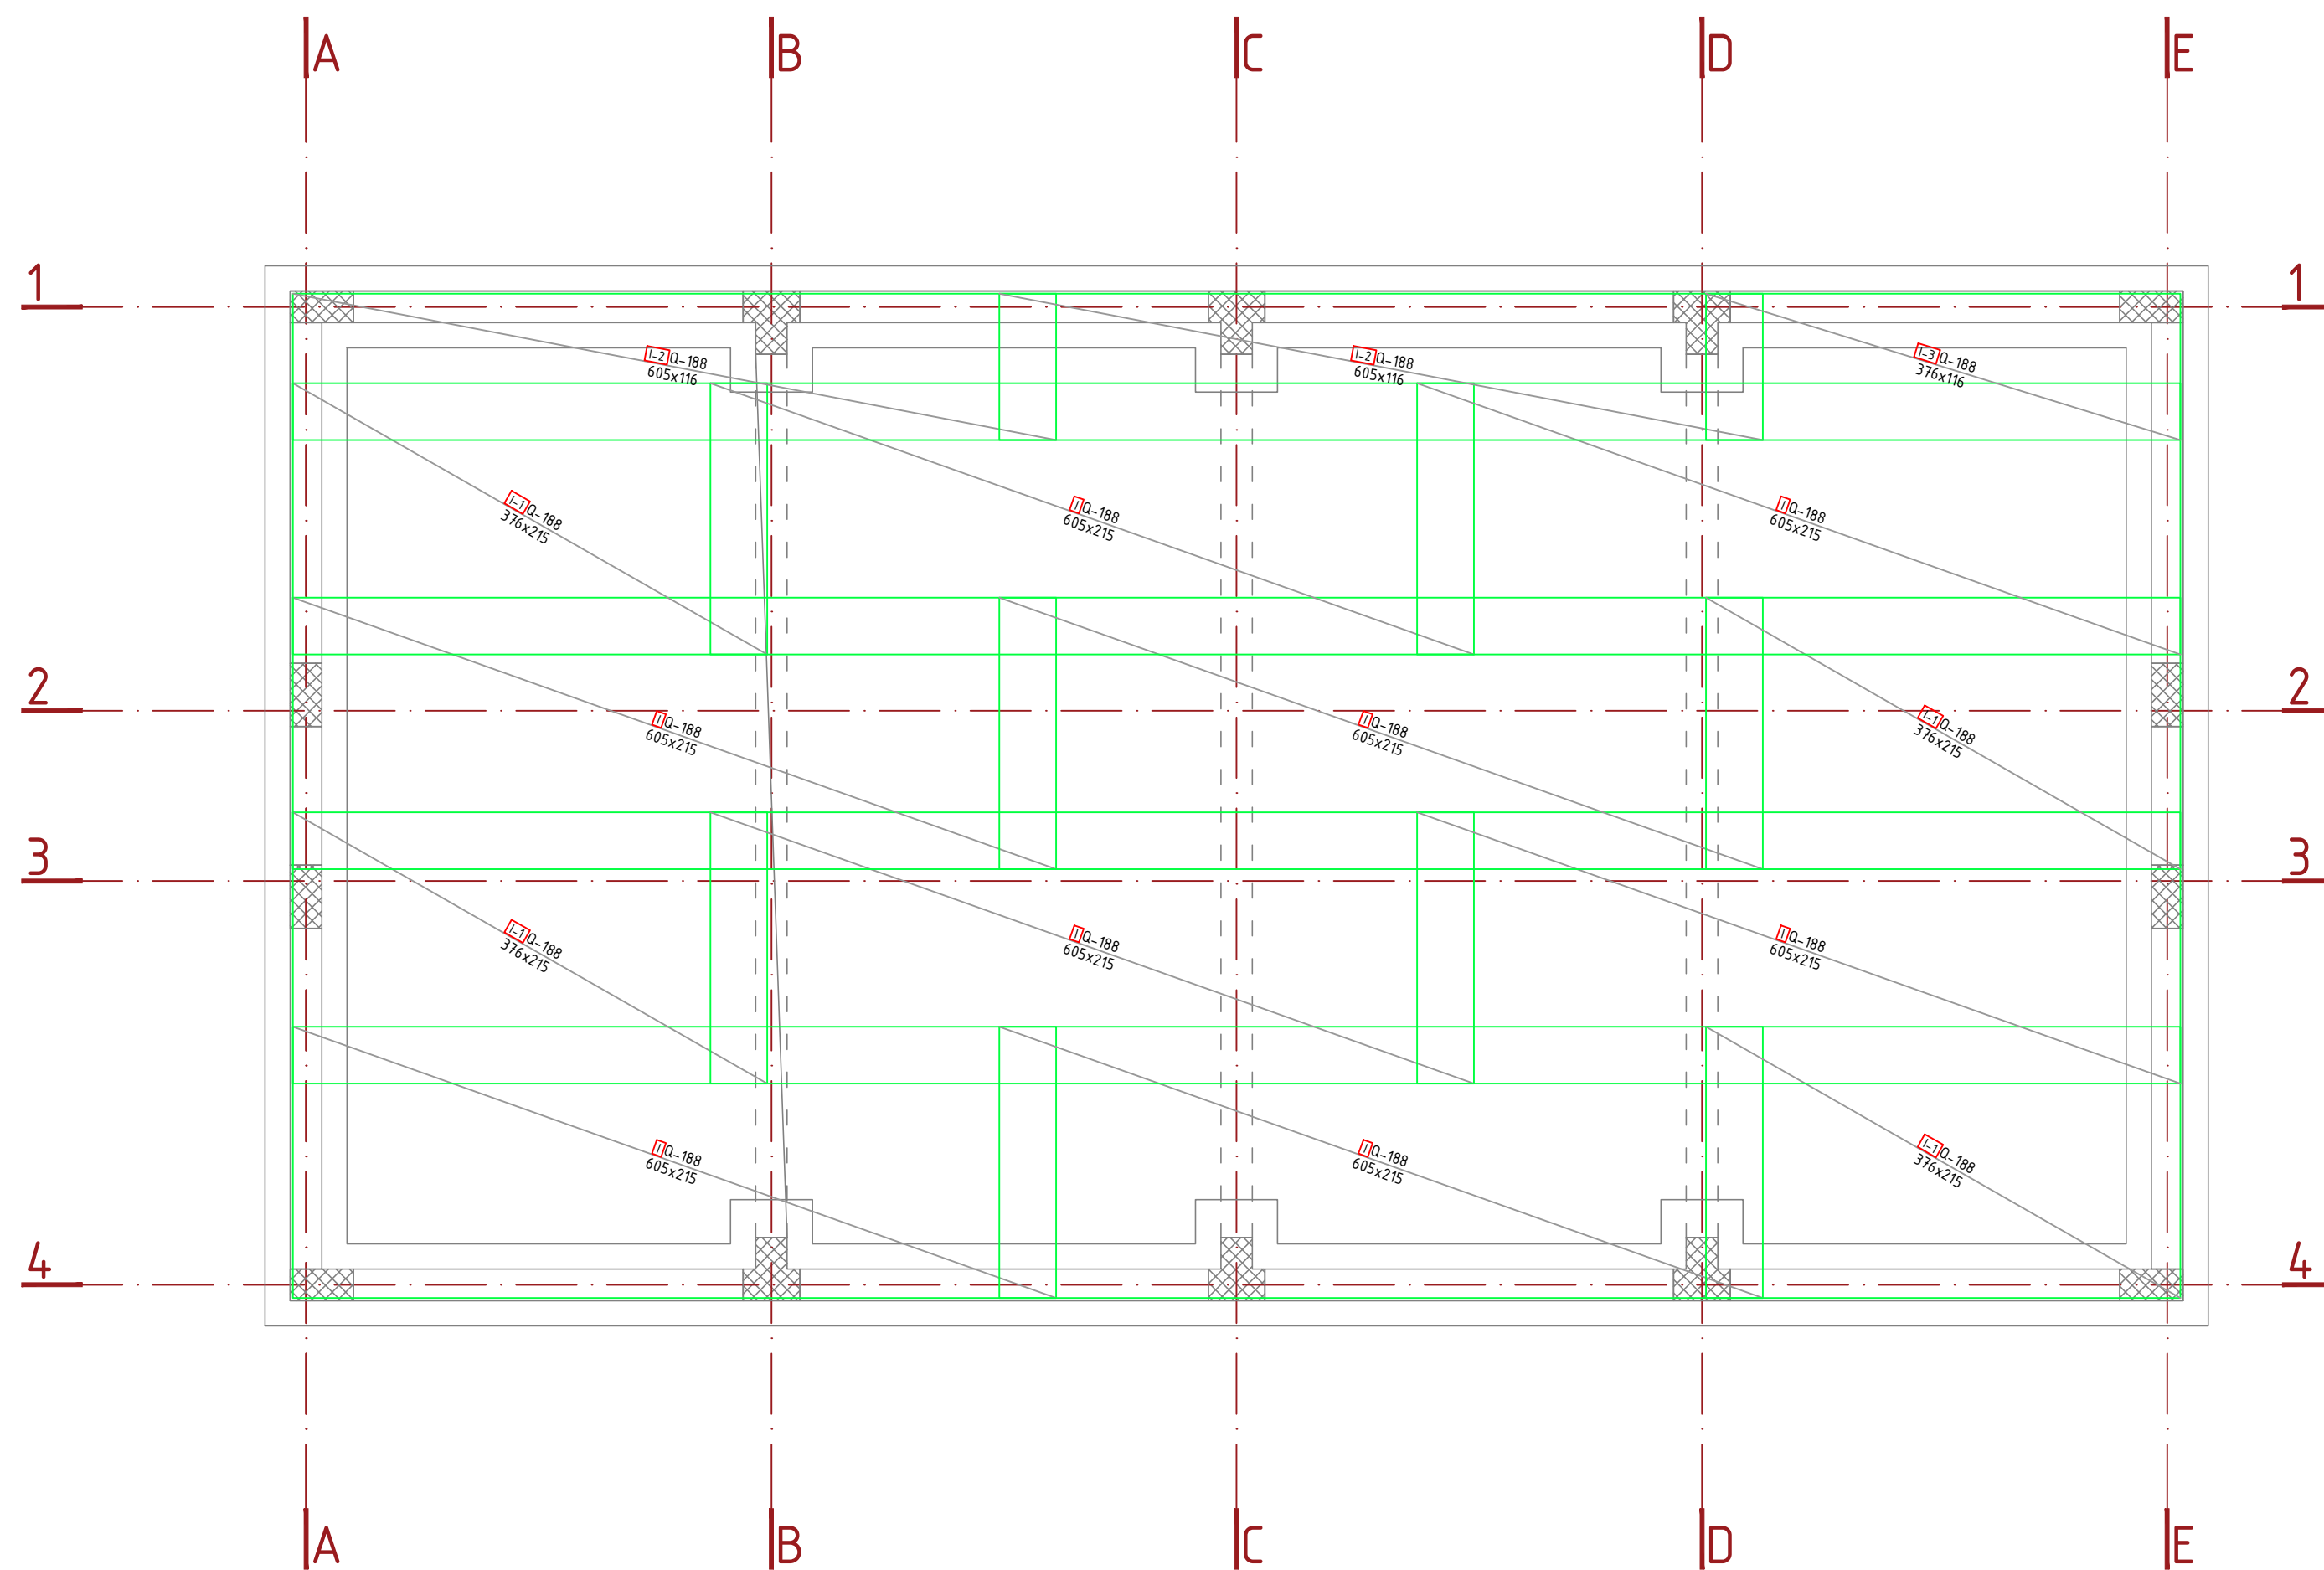 A
B
C
D
E
1
1
I-2 Q-188
605x116
I-2 Q-188
605x116
I-3 Q-188
376x116
I-1 Q-188
376x215
I Q-188
605x215
I Q-188
605x215
2
2
I Q-188
605x215
I Q-188
605x215
I-1 Q-188
376x215
3
3
I-1 Q-188
376x215
I Q-188
605x215
I Q-188
605x215
I Q-188
605x215
I Q-188
605x215
I-1 Q-188
376x215
4
4
A
B
C
D
E